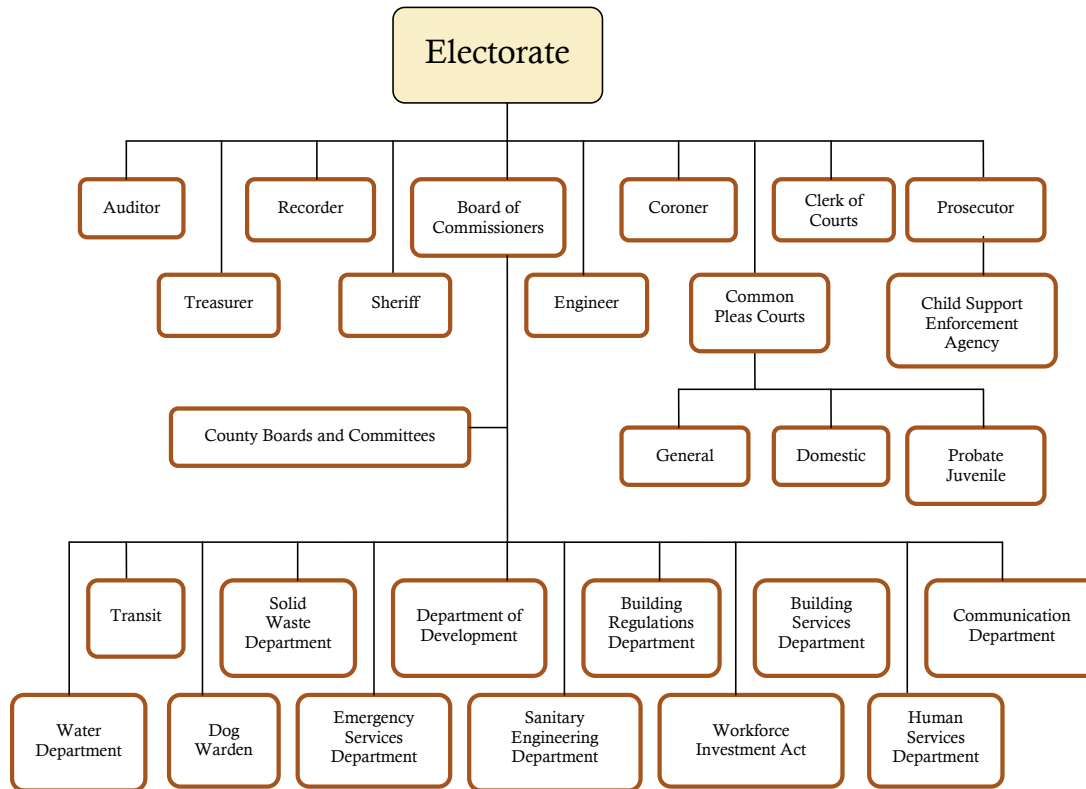 Electorate
Auditor
Recorder
Board of
Commissioners
Coroner
Clerk of
Courts
Prosecutor
Treasurer
Sheriff
Engineer
Common
Pleas Courts
Child Support
Enforcement
Agency
County Boards and Committees
General
Domestic
Probate
Juvenile
Transit
Solid
Waste
Department
Department of
Development
Building
Regulations
Department
Building
Services
Department
Communication
Department
Water
Department
Dog
Warden
Emergency
Services
Department
Sanitary
Engineering
Department
Workforce
Investment Act
Human
Services
Department